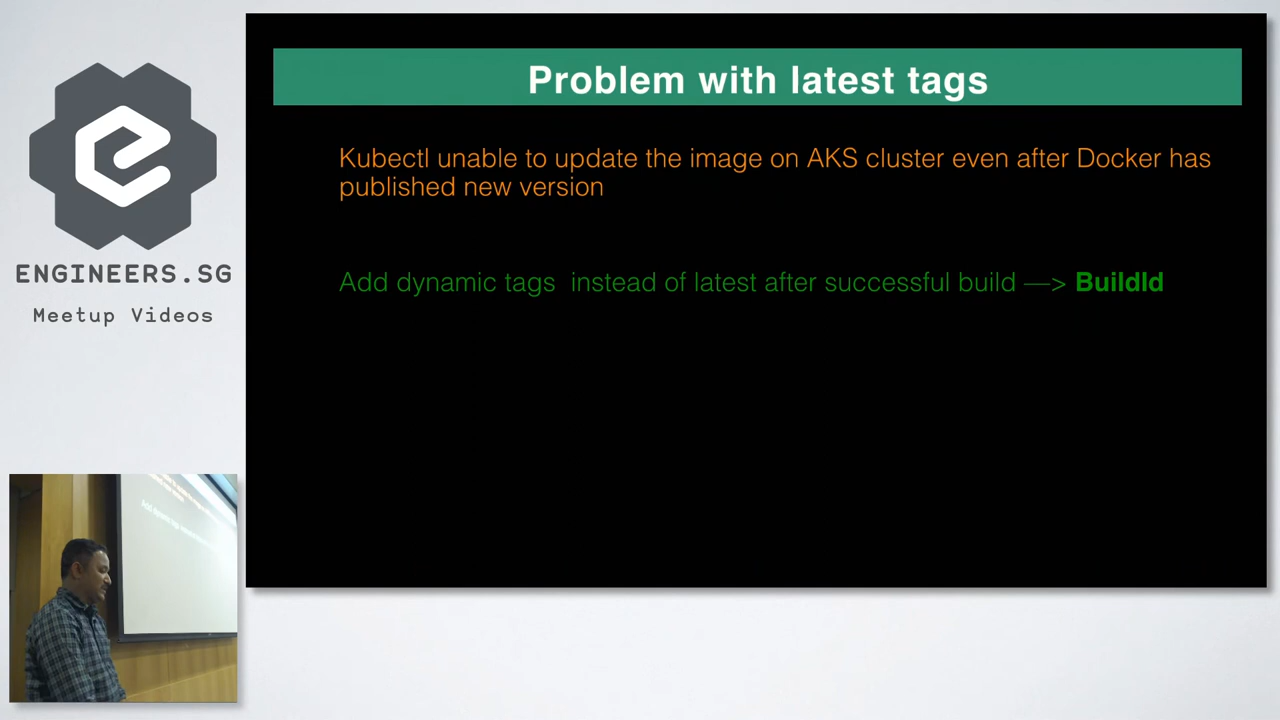 Problem with latest tags
Kubectl unable to update the image on AKS cluster even after Docker has
published new version
Add dynamic tags  instead of latest after successful build —> BuildId
ENGINEERS.SG
Meetup Videos